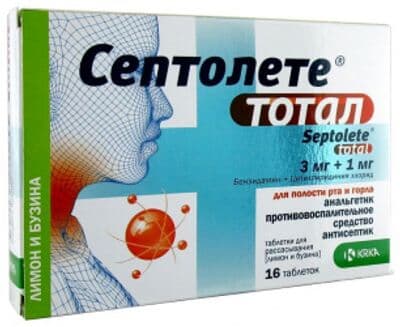 Септолете®
ТОТАЛ
Septolete®
total
3 мг + 1 мг
Бензидамин + Цетилпиридиния хлорид
для полости рта и горла
анальгетик
противовоспалительное
средство
антисептик
таблетки для
рассасывания
[лимон и бузина]
16 таблеток
KRKA
ЛИМОН И БУЗИНА